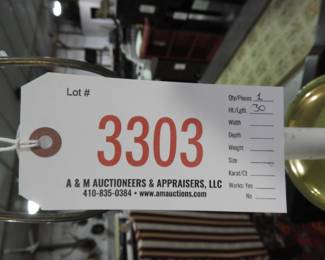 Lot #
3303
A & M AUCTIONEERS & APPRAISERS, LLC
410-835-0384 • www.amauctions.com
Qty/Pieces 1
Ht./Lgth. 30
Width
Depth
Weight
Size
Karat/Ct
Works: Yes
No